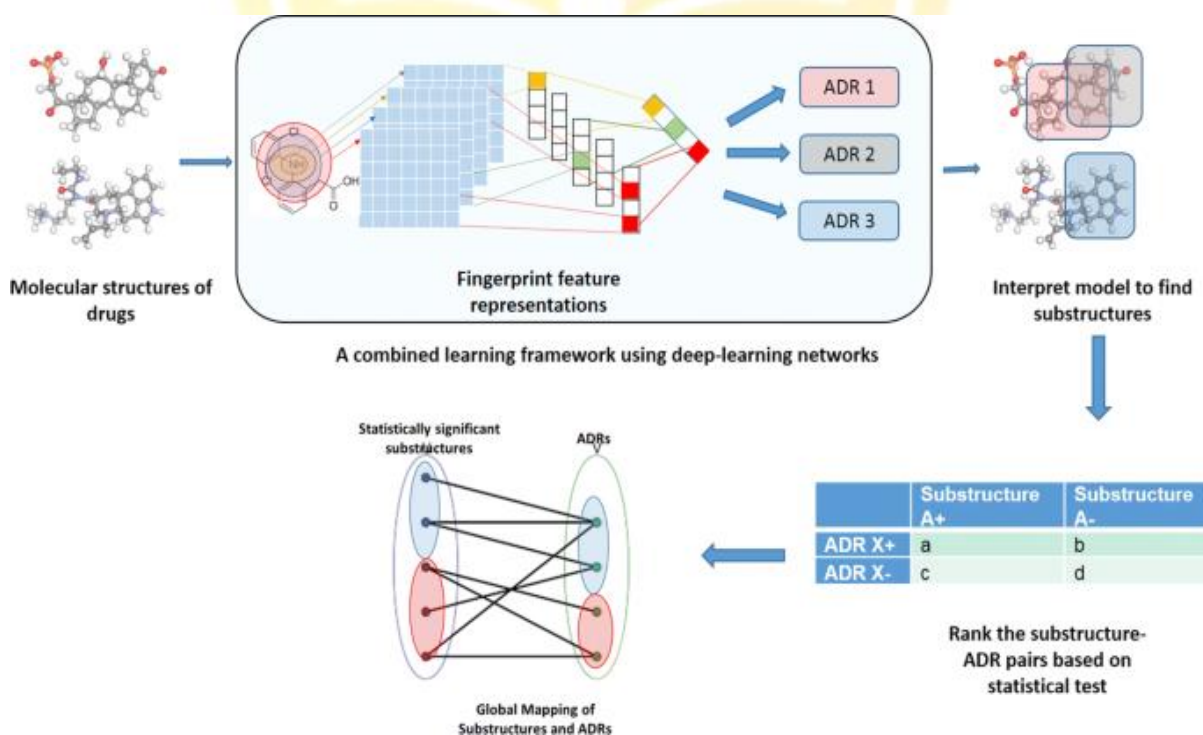 ADR 1
ADR 2
ADR 3
OH
O
Molecular structures of
drugs
Fingerprint feature
representations
Interpret model to find
substructures
A combined learning framework using deep-learning networks
Statistically significant
substructures
ADRs
Substructure
A+
Substructure
A-
ADR X+
a
b
ADR X-
c
d
Rank the substructure-
ADR pairs based on
statistical test
Global Mapping of
Substructures and ADRs